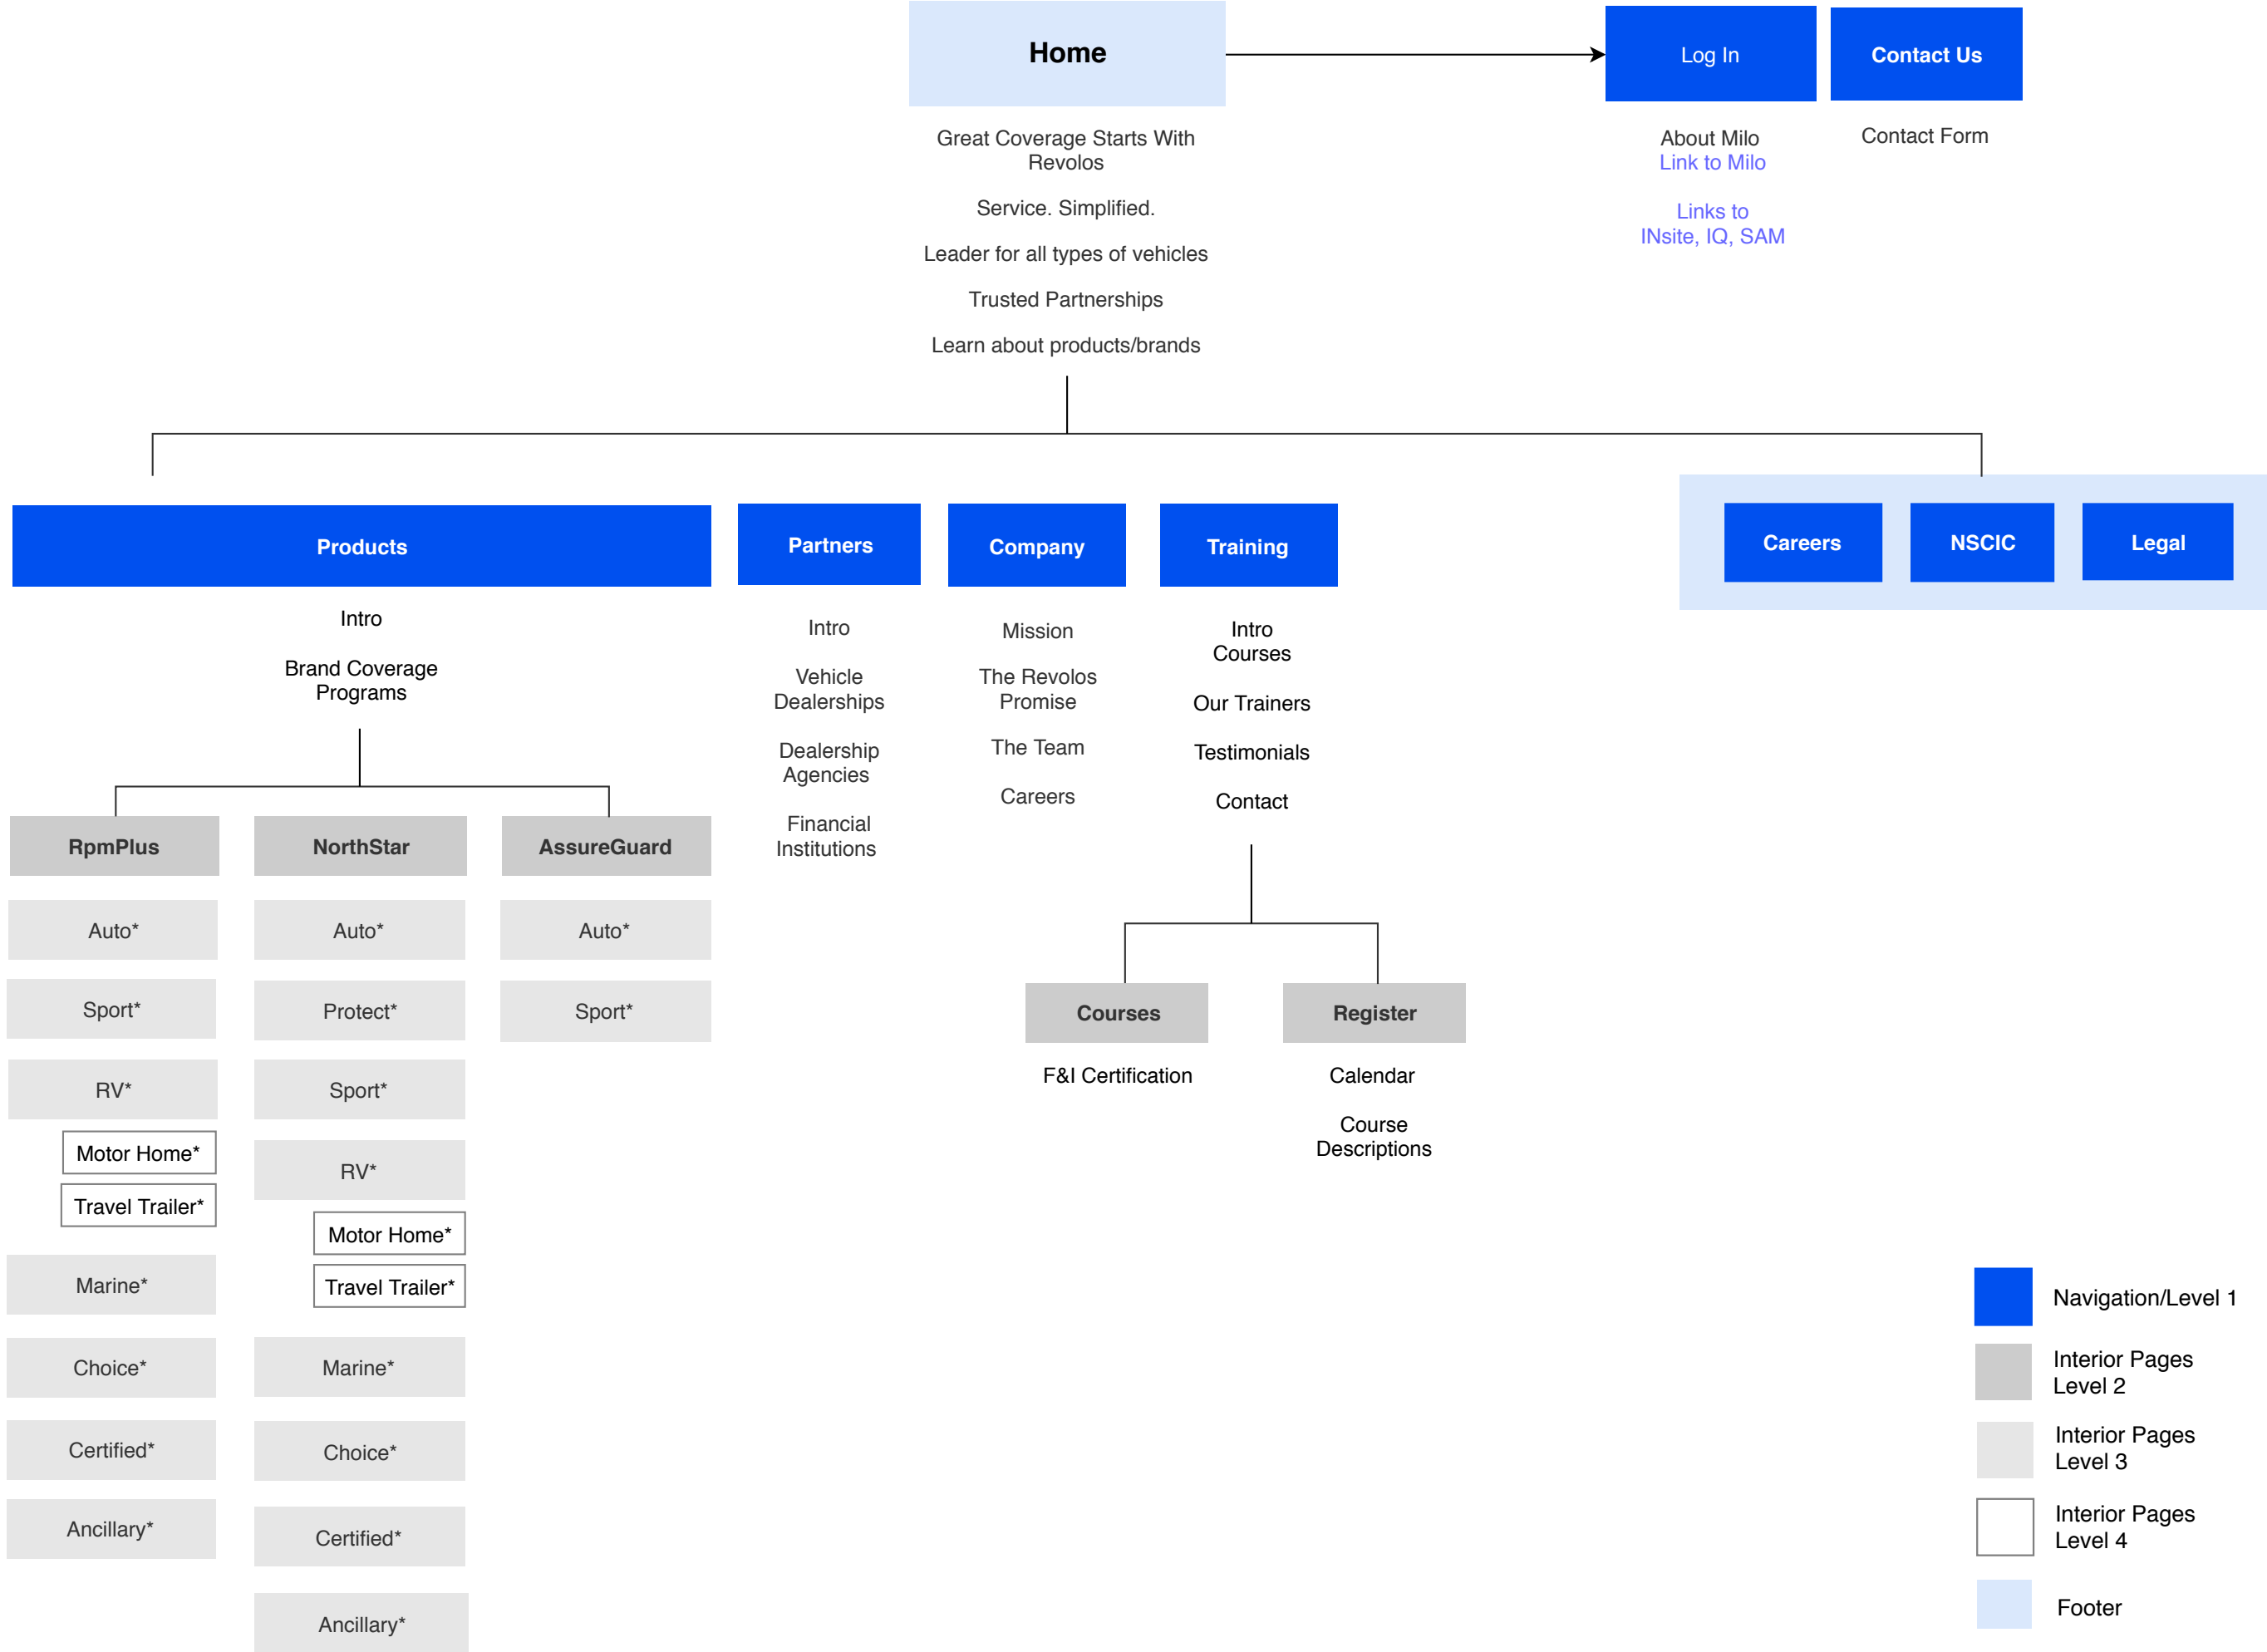 Home
Log In
Contact Us
Great Coverage Starts With
Revolos
Service. Simplified.
Leader for all types of vehicles
Trusted Partnerships
Learn about products/brands
About Milo
Link to Milo
Links to
INsite, IQ, SAM
Contact Form
Products
Intro
Brand Coverage
Programs
Partners
Intro
Vehicle
Dealerships
Dealership
Agencies
Financial
Institutions
Company
Mission
The Revolos
Promise
The Team
Careers
Training
Intro
Courses
Our Trainers
Testimonials
Contact
Careers
NSCIC
Legal
RpmPlus
Auto*
Sport*
RV*
Motor Home*
Travel Trailer*
Marine*
Choice*
Certified*
Ancillary*
NorthStar
Auto*
Protect*
Sport*
RV*
Motor Home*
Travel Trailer*
Marine*
Choice*
Certified*
Ancillary*
AssureGuard
Auto*
Sport*
Courses
F&I Certification
Register
Calendar
Course
Descriptions
Navigation/Level 1
Interior Pages
Level 2
Interior Pages
Level 3
Interior Pages
Level 4
Footer